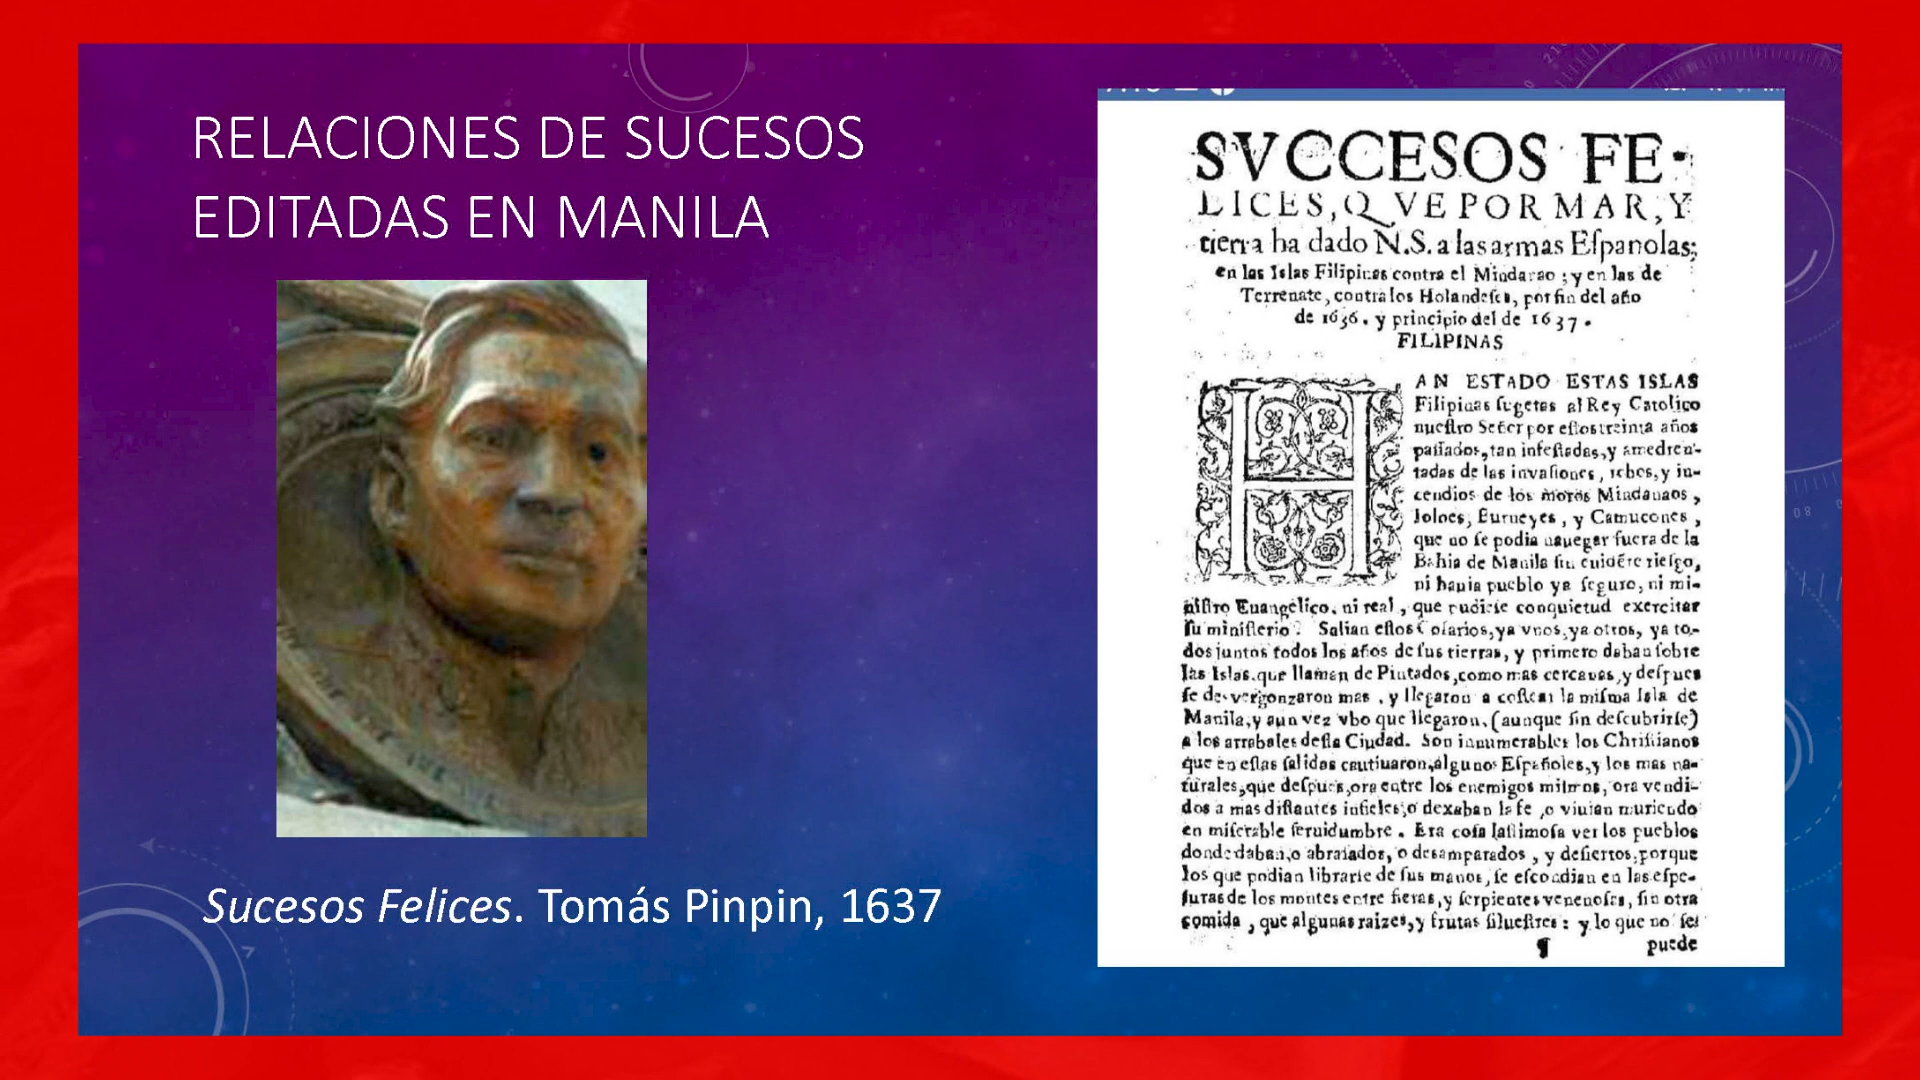 RELACIONES DE SUCESOS
EDITADAS EN MANILA
Sucesos Felices. Tomás Pinpin, 1637
SVCCESOS FE-
LICES, QVE POR MAR, Y
tierra ha dado N.S. a las armas Eſpanolas;
en las Islas Filipinas contra el Mindanao; y en las de
Terrenate, contra los Holandeſes, por fin del año
de 1636. y principio del de 1637.
FILIPINAS
HAN ESTADO ESTAS ISLAS
Filipinas ſugetas al Rey Catolico
nueſtro Señor por eſtos treinta años
paſſados, tan infeſtadas, y amedren-
tadas de las invaſiones, robos, y in-
cendios de los moros Mindanaos,
Joloes, Burneyes, y Camucones,
que no ſe podia nauegar fuera de la
Bahia de Manila ſin euidēte rieſgo,
ni hauia pueblo ya ſeguro, ni mi-
niſtro Euangelico, ni real, que pudieſe conquietud exercitar
ſu miniſterio. Salian eſtos Coſarios, ya vnos, ya otros, ya to-
dos juntos todos los años de ſus tierras, y primero daban ſobre
las Islas que llaman de Pintados, como mas cercanas, y deſpues
ſe desvergonzaron mas, y llegaron a coſtear la miſma Isla de
Manila, y aun vez vbo que llegaron, (aunque ſin deſcubrirſe)
a los arrabales deſta Ciudad. Son innumerables los Chriſtianos
que en eſtas ſalidas cautiuaron, algunos Eſpañoles, y los mas na-
turales, que deſpues, ora entre los enemigos miſmos, ora vendi-
dos a mas diſtantes infieles, o dexaban la fe, o viuian muriendo
en miſerable ſeruidumbre. Era coſa laſtimoſa ver los pueblos
donde daban, o abraſados, o desamparados, y deſiertos, porque
los que podian librarſe de ſus manos, ſe eſcondian en las eſpe-
ſuras de los montes entre fieras, y ſerpientes venenoſas, ſin otra
comida, que algunas raizes, y frutas ſilueſtres: y lo que no ſe
¶ puede